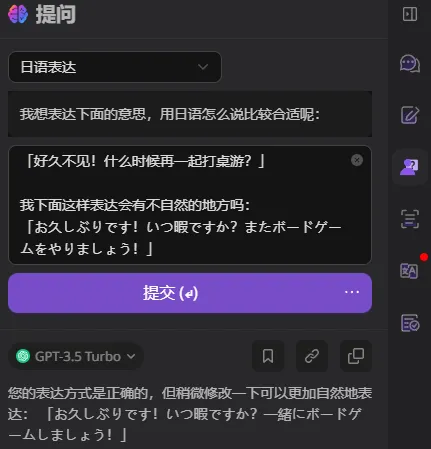 提问
日语表达
我想表达下面的意思，用日语怎么说比较合适呢：
「好久不见！什么时候再一起打桌游？」
我下面这样表达会有不自然的地方吗：
「お久しぶりです！いつ暇ですか？またボードゲー
ムをやりましょう！」
提交 (↲)
GPT-3.5 Turbo
您的表达方式是正确的，但稍微修改一下可以更加自然地表
达：「お久しぶりです！いつ暇ですか？一緒にボードゲ
ームしましょう！」